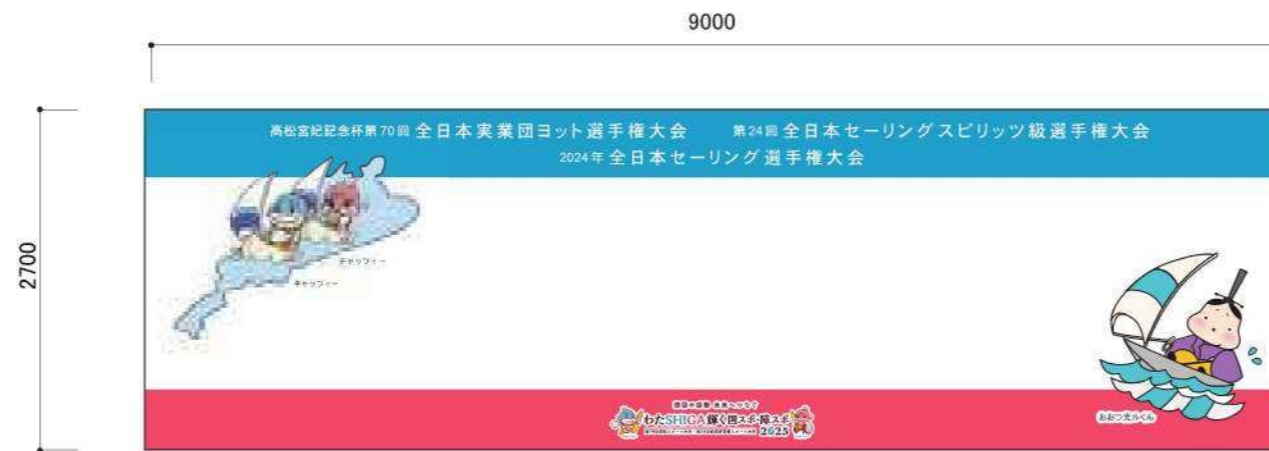 9000
2700
高松宮妃記念杯第70回 全日本実業団ヨット選手権大会 第24回 全日本セーリングスピリッツ級選手権大会
2024年 全日本セーリング選手権大会
チャッフィー
キャッフィー
おおつ光ルくん
わたSHIGA輝く国スポ・障スポ
2025